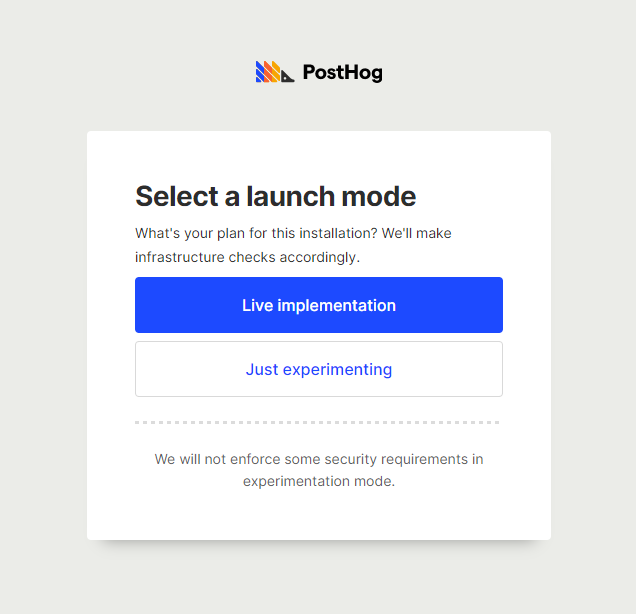 PostHog
Select a launch mode
What's your plan for this installation? We'll make
infrastructure checks accordingly.
Live implementation
Just experimenting
We will not enforce some security requirements in
experimentation mode.